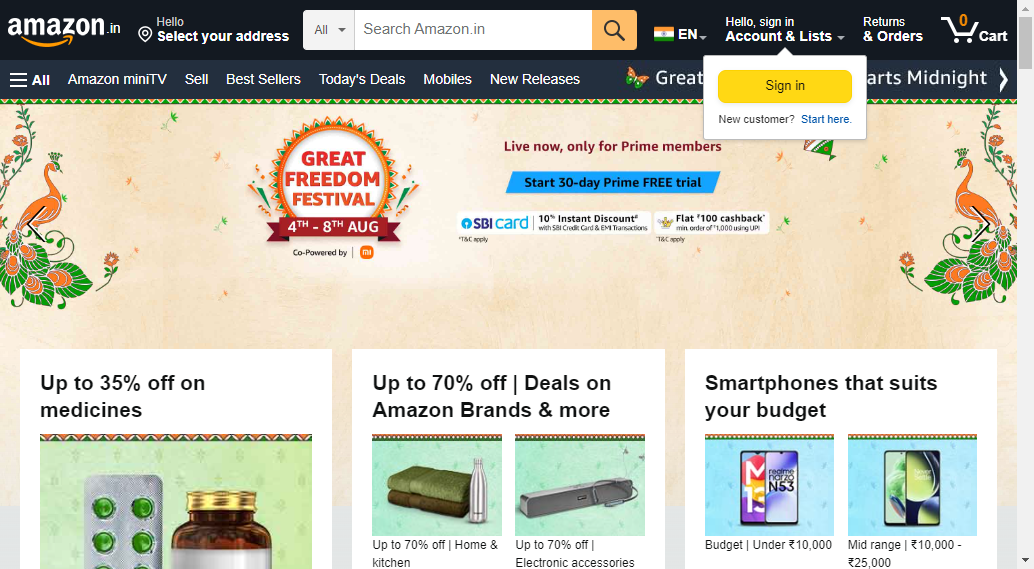 amazon.in
Hello
Select your address
All
Search Amazon.in
EN
Hello, sign in
Account & Lists
Returns
& Orders
0
Cart
All
Amazon miniTV
Sell
Best Sellers
Today's Deals
Mobiles
New Releases
Great
arts Midnight
Sign in
New customer? Start here.
GREAT
FREEDOM
FESTIVAL
4TH - 8TH AUG
Co-Powered by
mi
Live now, only for Prime members
Start 30-day Prime FREE trial
SBI card
10% Instant Discount#
with SBI Credit Card & EMI Transactions
*T&C apply
Flat ₹100 cashback*
min. order of ₹1,000 using UPI
*T&C apply
Up to 35% off on
medicines
Up to 70% off | Deals on
Amazon Brands & more
Up to 70% off | Home &
kitchen
Up to 70% off |
Electronic accessories
Smartphones that suits
your budget
M
13
realme
narzo
N53
Budget | Under ₹10,000
Mid range | ₹10,000 -
₹25,000